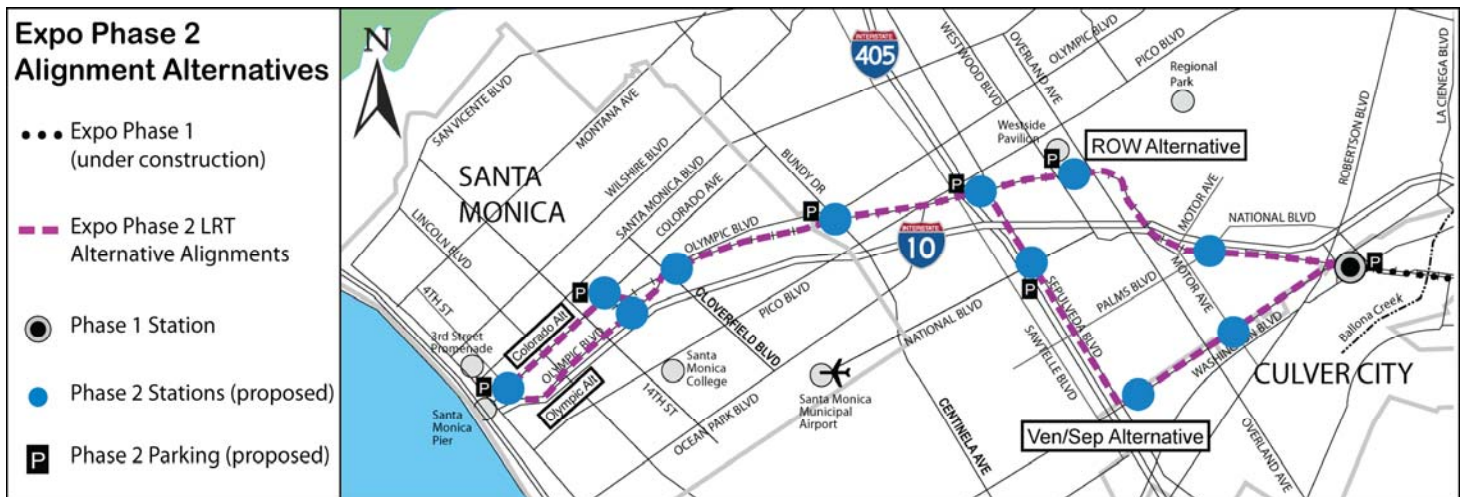 Expo Phase 2
Alignment Alternatives
Expo Phase 1
(under construction)
Expo Phase 2 LRT
Alternative Alignments
Phase 1 Station
Phase 2 Stations (proposed)
P
Phase 2 Parking (proposed)
N
SAN VICENTE BLVD
MONTANA AVE
WILSHIRE BLVD
SANTA MONICA BLVD
COLORADO AVE
SANTA
MONICA
LINCOLN BLVD
4TH ST
3rd Street
Promenade
P
Santa
Monica
Pier
P
Colorado Alt
OLYMPIC BLVD
Olympic Alt
14TH ST
Santa
Monica
College
OCEAN PARK BLVD
OLYMPIC BLVD
CLOVERFIELD BLVD
PICO BLVD
BUNDY DR
P
Santa Monica
Municipal
Airport
NATIONAL BLVD
CENTINELA AVE
INTERSTATE
405
INTERSTATE
10
WESTWOOD BLVD
OVERLAND AVE
OLYMPIC BLVD
PICO BLVD
Regional
Park
Westside
Pavilion
P
P
ROW Alternative
P
SEPULVEDA BLVD
SAWTELLE BLVD
PALMS BLVD
MOTOR AVE
MOTOR AVE
NATIONAL BLVD
ROBERTSON BLVD
LA CIENEGA BLVD
P
Ballona Creek
WASHINGTON BLVD
CULVER CITY
Ven/Sep Alternative
OVERLAND AVE